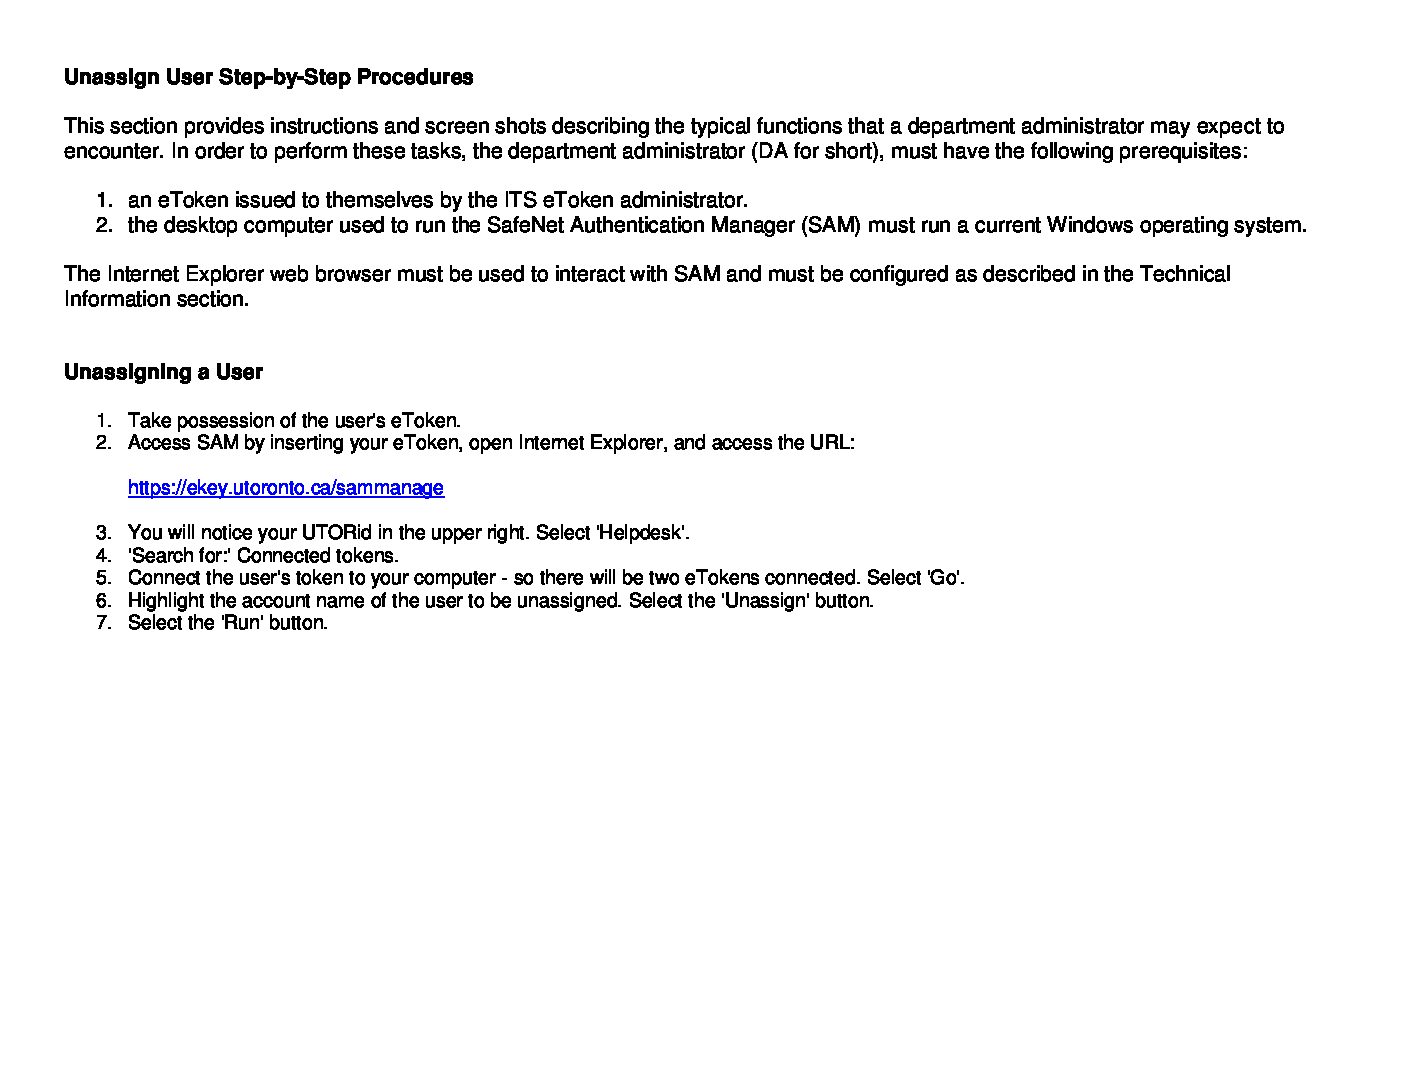 Unassign User Step-by-Step Procedures
This section provides instructions and screen shots describing the typical functions that a department administrator may expect to
encounter. In order to perform these tasks, the department administrator (DA for short), must have the following prerequisites:
1. an eToken issued to themselves by the ITS eToken administrator.
2. the desktop computer used to run the SafeNet Authentication Manager (SAM) must run a current Windows operating system.
The Internet Explorer web browser must be used to interact with SAM and must be configured as described in the Technical
Information section.
Unassigning a User
1. Take possession of the user's eToken.
2. Access SAM by inserting your eToken, open Internet Explorer, and access the URL:
https://ekey.utoronto.ca/sammanage
3. You will notice your UTORid in the upper right. Select 'Helpdesk'.
4. 'Search for:' Connected tokens.
5. Connect the user's token to your computer - so there will be two eTokens connected. Select 'Go'.
6. Highlight the account name of the user to be unassigned. Select the 'Unassign' button.
7. Select the 'Run' button.